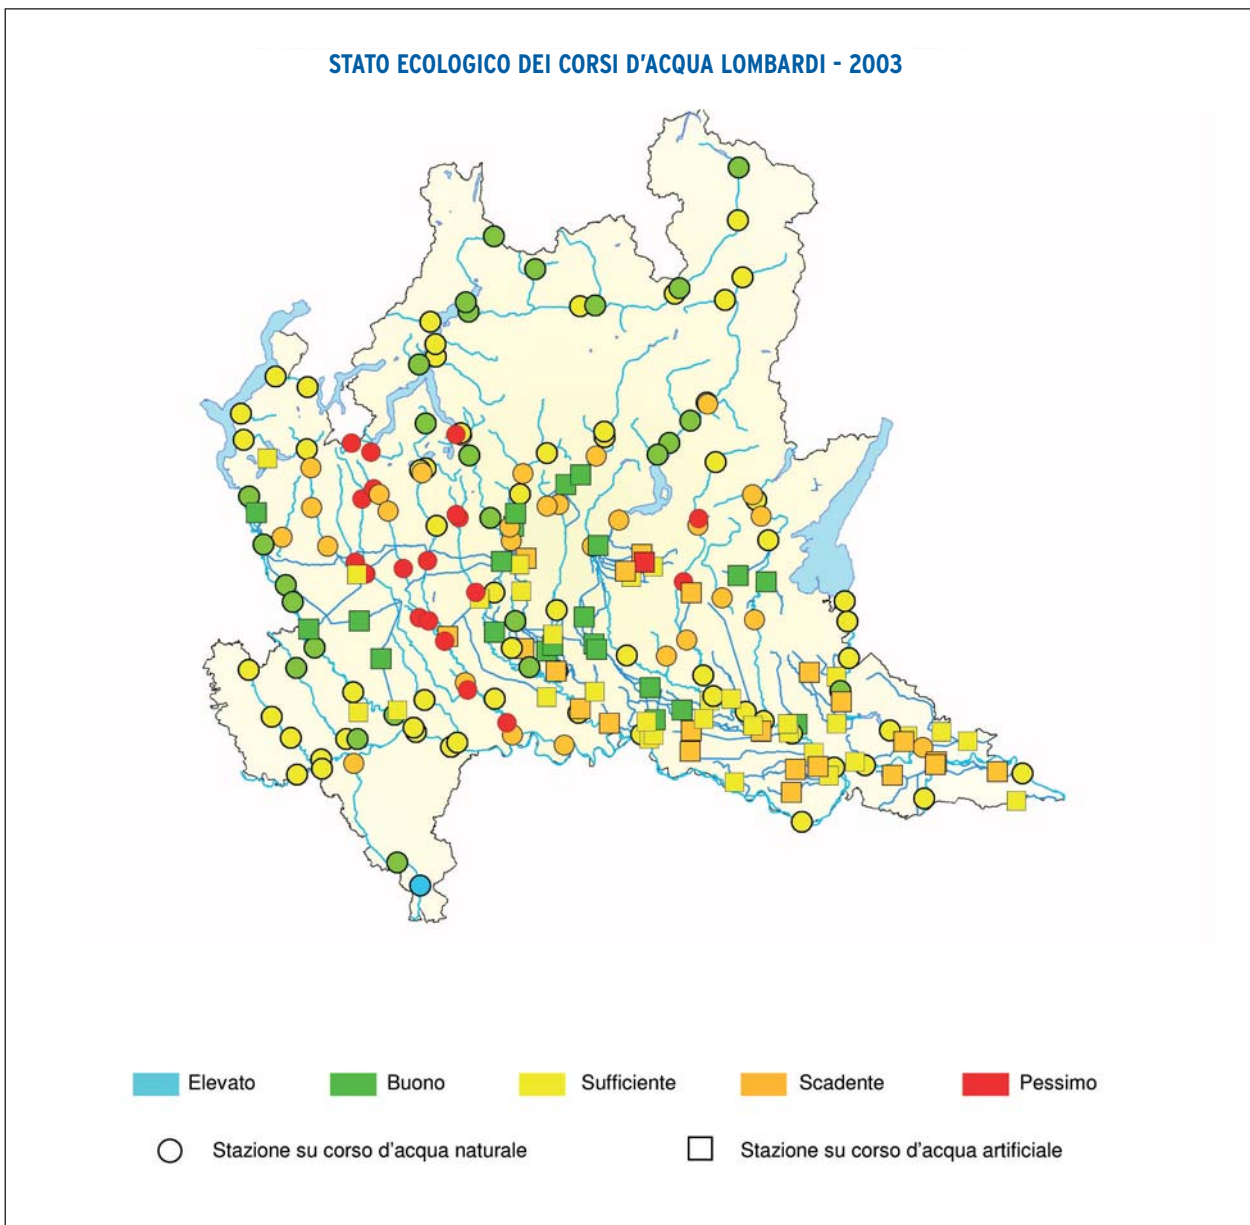 STATO ECOLOGICO DEI CORSI D'ACQUA LOMBARDI - 2003
Elevato Buono Sufficiente Scadente Pessimo
Stazione su corso d'acqua naturale Stazione su corso d'acqua artificiale